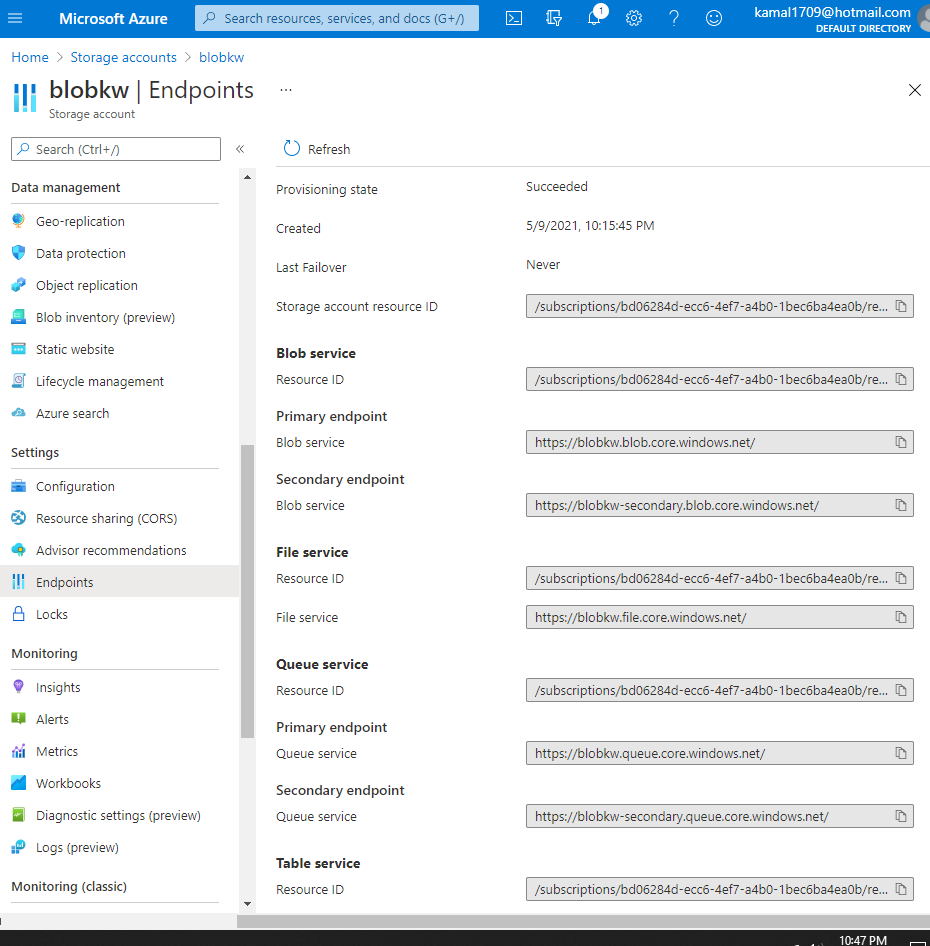 Microsoft Azure
Search resources, services, and docs (G+/)
1
kamal1709@hotmail.com
DEFAULT DIRECTORY
Home > Storage accounts > blobkw
blobkw | Endpoints ...
Storage account
Search (Ctrl+/)
«
Refresh
Data management
Geo-replication
Data protection
Object replication
Blob inventory (preview)
Static website
Lifecycle management
Azure search
Settings
Configuration
Resource sharing (CORS)
Advisor recommendations
Endpoints
Locks
Monitoring
Insights
Alerts
Metrics
Workbooks
Diagnostic settings (preview)
Logs (preview)
Monitoring (classic)
Provisioning state Succeeded
Created 5/9/2021, 10:15:45 PM
Last Failover Never
Storage account resource ID /subscriptions/bd06284d-ecc6-4ef7-a4b0-1bec6ba4ea0b/re...
Blob service
Resource ID /subscriptions/bd06284d-ecc6-4ef7-a4b0-1bec6ba4ea0b/re...
Primary endpoint
Blob service https://blobkw.blob.core.windows.net/
Secondary endpoint
Blob service https://blobkw-secondary.blob.core.windows.net/
File service
Resource ID /subscriptions/bd06284d-ecc6-4ef7-a4b0-1bec6ba4ea0b/re...
File service https://blobkw.file.core.windows.net/
Queue service
Resource ID /subscriptions/bd06284d-ecc6-4ef7-a4b0-1bec6ba4ea0b/re...
Primary endpoint
Queue service https://blobkw.queue.core.windows.net/
Secondary endpoint
Queue service https://blobkw-secondary.queue.core.windows.net/
Table service
Resource ID /subscriptions/bd06284d-ecc6-4ef7-a4b0-1bec6ba4ea0b/re...
10:47 PM